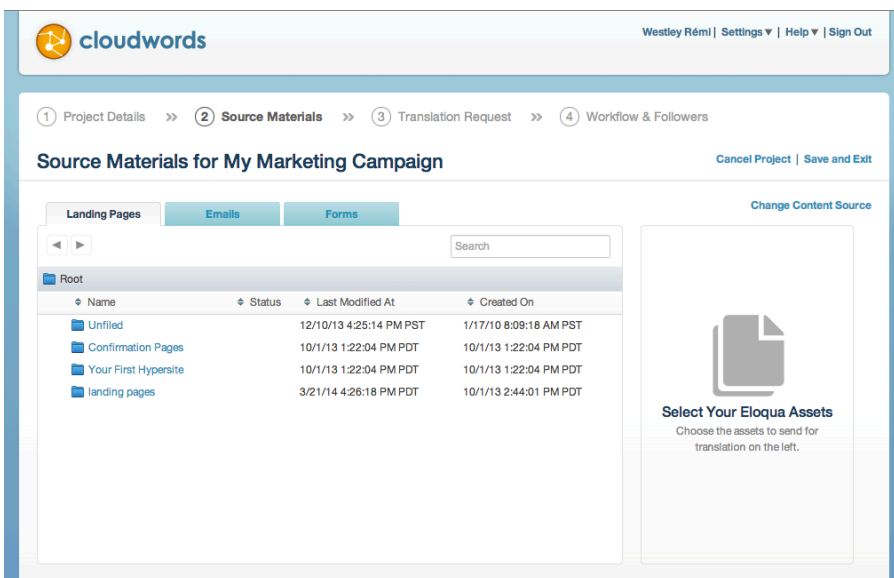 cloudwords
Westley Rémi | Settings ▼ | Help ▼ | Sign Out
1 Project Details >> 2 Source Materials >> 3 Translation Request >> 4 Workflow & Followers
Source Materials for My Marketing Campaign
Cancel Project | Save and Exit
Change Content Source
Landing Pages Emails Forms
Search
Root
Name Status Last Modified At Created On
Unfiled 12/10/13 4:25:14 PM PST 1/17/10 8:09:18 AM PST
Confirmation Pages 10/1/13 1:22:04 PM PDT 10/1/13 1:22:04 PM PDT
Your First Hypersite 10/1/13 1:22:04 PM PDT 10/1/13 1:22:04 PM PDT
landing pages 3/21/14 4:26:18 PM PDT 10/1/13 2:44:01 PM PDT
Select Your Eloqua Assets
Choose the assets to send for
translation on the left.